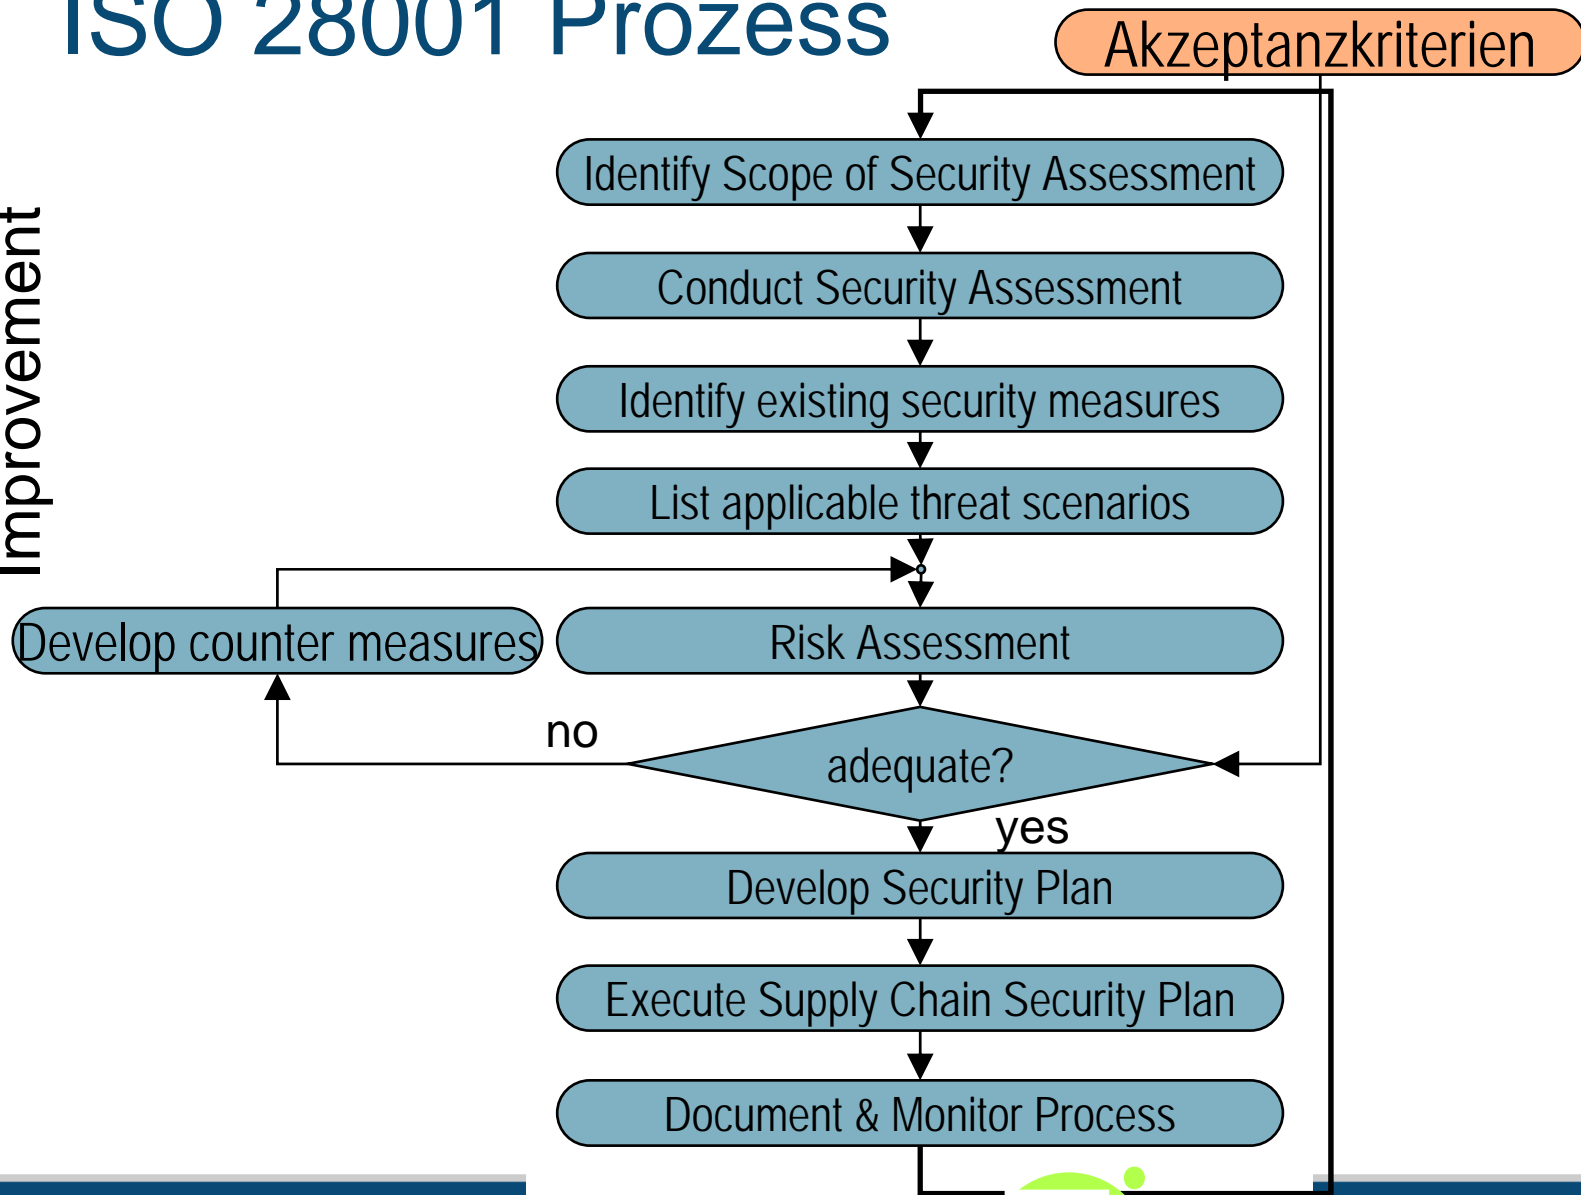 ISO 28001 Prozess
Akzeptanzkriterien
Identify Scope of Security Assessment
Conduct Security Assessment
Identify existing security measures
List applicable threat scenarios
Improvement
Develop counter measures
Risk Assessment
no
adequate?
yes
Develop Security Plan
Execute Supply Chain Security Plan
Document & Monitor Process